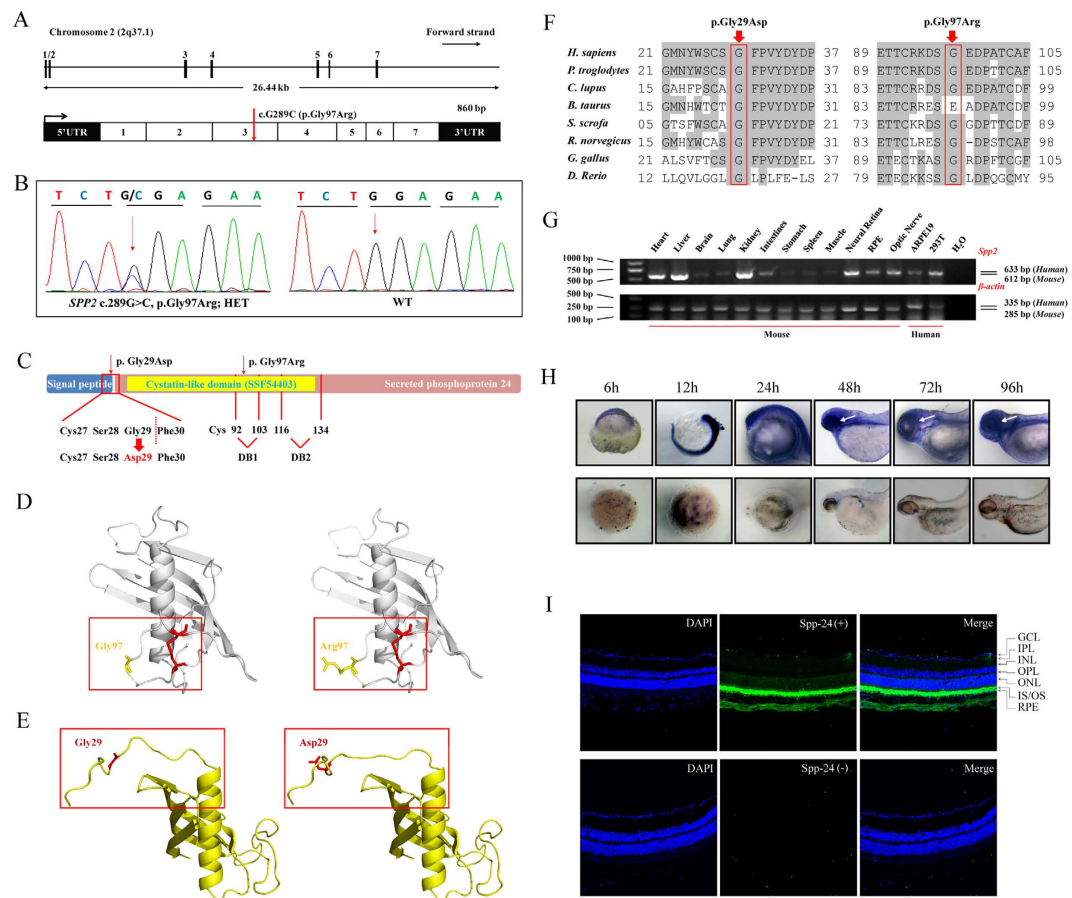 A
Chromosome 2 (2q37.1)
Forward strand
1/2 3 4 5 6 7
26.44 kb
860 bp
c.G289C (p.Gly97Arg)
5'UTR 1 2 3 4 5 6 7 3'UTR
B
T C T G/C G A G A A
T C T G G A G A A
SPP2 c.289G>C, p.Gly97Arg; HET
WT
C
p. Gly29Asp
p. Gly97Arg
Signal peptide
Cystatin-like domain (SSF54403)
Secreted phosphoprotein 24
Cys27 Ser28 Gly29 Phe30
Cys27 Ser28 Asp29 Phe30
Cys 92 103 116 134
DB1 DB2
D
Gly97
Arg97
E
Gly29
Asp29
F
p.Gly29Asp
p.Gly97Arg
H. sapiens 21 GMNYWSCS G FPVYDYDP 37 89 ETTCRKDS G EDPATCAF 105
P. troglodytes 21 GMNYWSCS G FPVYDYDP 37 89 ETTCRKDS G EDPTTCAF 105
C. lupus 15 GAHFPSCA G FPVYDYDP 31 83 ETTCRRDS G EDPATCDF 99
B. taurus 15 GMNHWTCT G FPVYDYDP 31 83 ETTCRRES E ADPATCDF 99
S. scrofa 05 GTSFWSCA G FPVYDYDP 21 73 ETTCKRDS G GDPTTCDF 89
R. norvegicus 15 GMHYWCAS G FPVYDYDP 31 83 ETTCLRES G DPSTCAF 98
G. gallus 21 ALSVFTCS G FPVYDYEL 37 89 ETECTKAS G RDPFTCGF 105
D. Rerio 12 LLQVLGGL G LPLFE-LS 27 79 ETECKKSS G LDPQGCMY 95
G
Heart Liver Brain Lung Kidney Intestines Stomach Spleen Muscle Neural Retina RPE Optic Nerve ARPE19 293T H2O
1000 bp
750 bp
500 bp
Spp2
633 bp (Human)
612 bp (Mouse)
500 bp
250 bp
100 bp
β-actin
335 bp (Human)
285 bp (Mouse)
Mouse
Human
H
6h 12h 24h 48h 72h 96h
I
DAPI Spp-24 (+) Merge
GCL
IPL
INL
OPL
ONL
IS/OS
RPE
DAPI Spp-24 (-) Merge